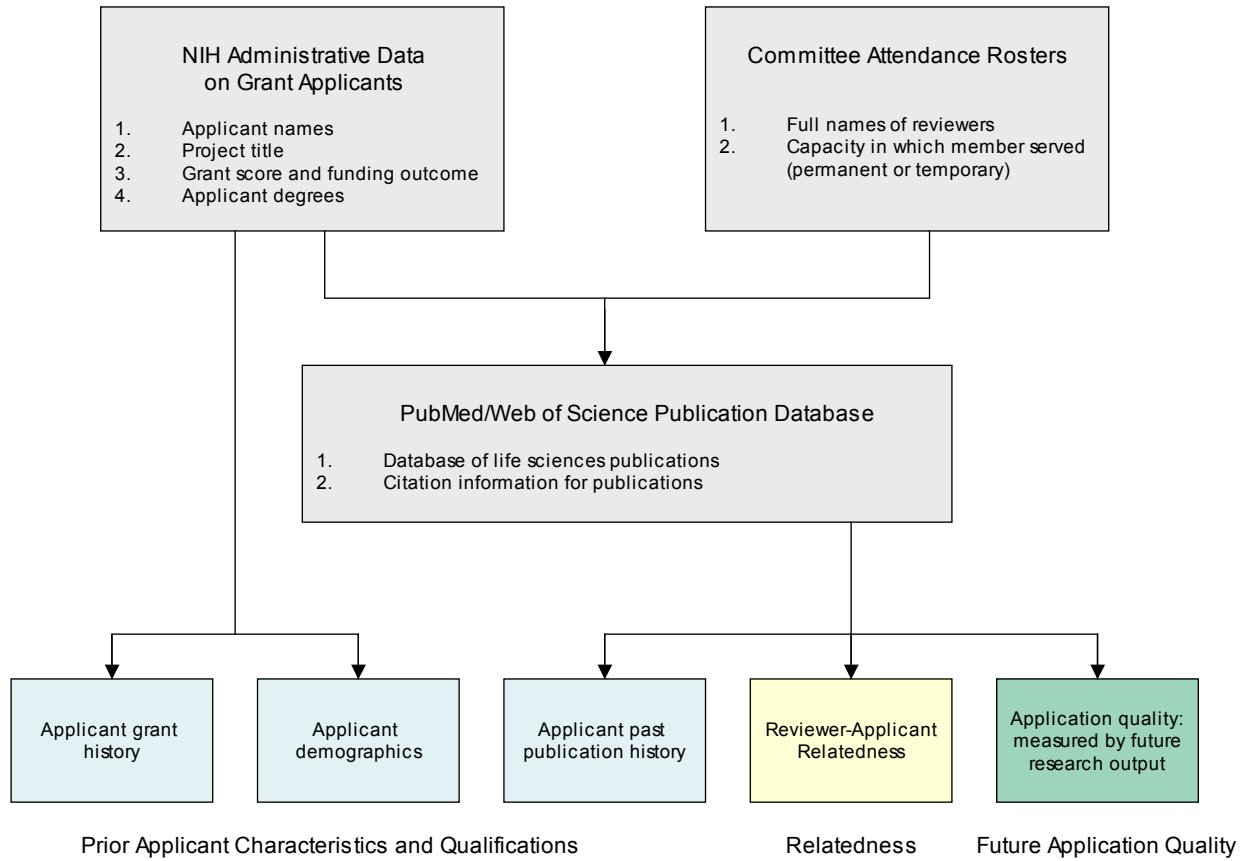 NIH Administrative Data
on Grant Applicants
1. Applicant names
2. Project title
3. Grant score and funding outcome
4. Applicant degrees
Committee Attendance Rosters
1. Full names of reviewers
2. Capacity in which member served
(permanent or temporary)
PubMed/Web of Science Publication Database
1. Database of life sciences publications
2. Citation information for publications
Applicant grant
history
Applicant
demographics
Applicant past
publication history
Reviewer-Applicant
Relatedness
Application quality:
measured by future
research output
Prior Applicant Characteristics and Qualifications
Relatedness
Future Application Quality